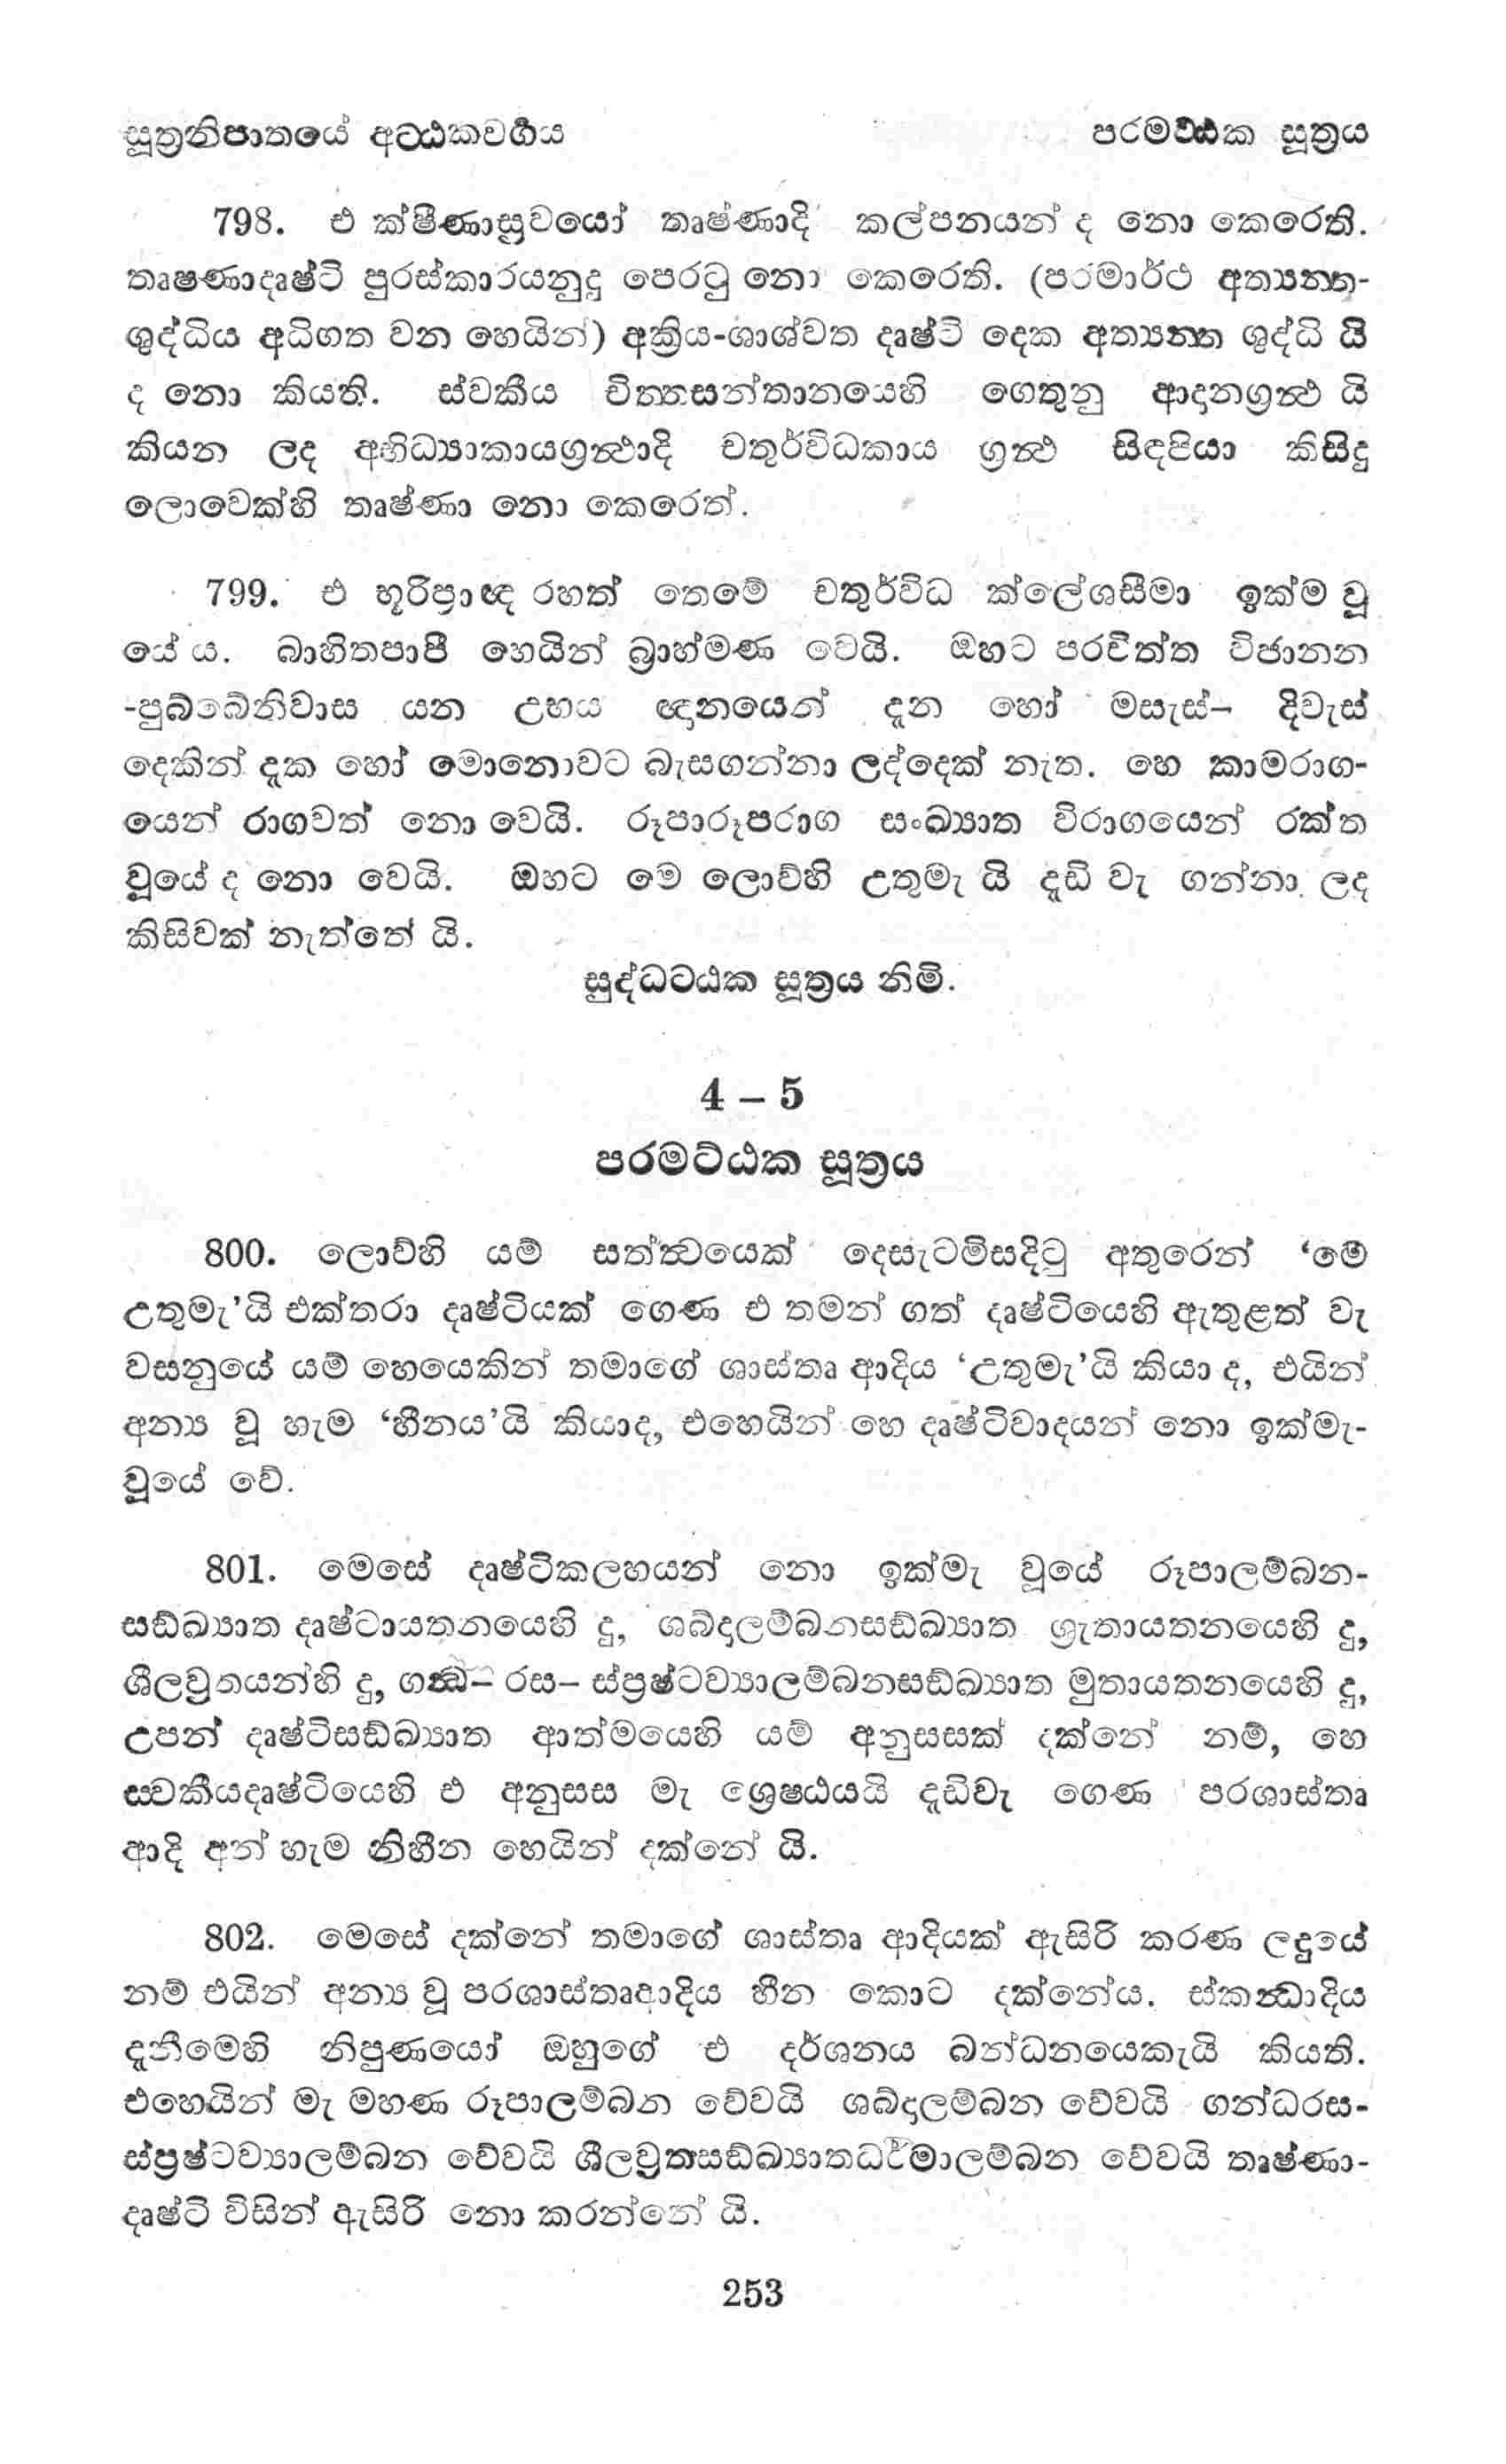 සූත්‍රනිපාතයේ අට්ඨකවර්‍ගය පරමට්ඨක සූත්‍රය
798. එ ක්ෂීණාස්‍රවයෝ තෘෂ්ණාදි කල්පනයන් ද නො කෙරෙති.
තෘෂණාදෘෂ්ටි පුරස්කාරයනුදු පෙරටු නො කෙරෙති. (පරමාර්ථ අත්‍යන්ත-
ශුද්ධිය අධිගත වන හෙයින්) අක්‍රිය-ශාශ්වත දෘෂ්ටි දෙක අත්‍යන්ත ශුද්ධි යි
ද නො කියති. ස්වකීය චිත්තසන්තානයෙහි ගෙතුනු ආදානග්‍රන්‍ථ යි
කියන ලද අභිධ්‍යාකායග්‍රන්‍ථාදි චතුර්විධකාය ග්‍රන්‍ථ සිඳපියා කිසිදු
ලොවෙක්හි තෘෂ්ණා නො කෙරෙත්.
799. එ භූරිප්‍රාඥ රහත් තෙමේ චතුර්විධ ක්ලේශසීමා ඉක්ම වූ
යේ ය. බාහිතපාපී හෙයින් බ්‍රාහ්මණ වෙයි. ඔහට පරචිත්ත විජානන
-පුබ්බේනිවාස යන උභය ඥානයෙන් දැන හෝ මසැස්– දිවැස්
දෙකින් දැක හෝ මොනොවට බැසගන්නා ලද්දෙක් නැත. හෙ කාමරාග-
යෙන් රාගවත් නො වෙයි. රූපාරූපරාග සංඛ්‍යාත විරාගයෙන් රක්ත
වූයේ ද නො වෙයි. ඔහට මෙ ලොව්හි උතුමැ යි දැඩි වැ ගන්නා ලද
කිසිවක් නැත්තේ යි.
සුද්ධට්ඨක සූත්‍රය නිමි.
4 – 5
පරමට්ඨක සූත්‍රය
800. ලොව්හි යම් සත්ත්‍වයෙක් දෙසැටමිසදිටු අතුරෙන් ‘මේ
උතුමැ’යි එක්තරා දෘෂ්ටියක් ගෙණ එ තමන් ගත් දෘෂ්ටියෙහි ඇතුළත් වැ
වසනුයේ යම් හෙයෙකින් තමාගේ ශාස්තෘ ආදිය ‘උතුමැ’යි කියා ද, එයින්
අන්‍ය වූ හැම ‘හීනය’යි කියාද, එහෙයින් හෙ දෘෂ්ටිවාදයන් නො ඉක්මැ-
වූයේ වේ.
801. මෙසේ දෘෂ්ටිකලහයන් නො ඉක්මැ වූයේ රූපාලම්බන-
සඞ්ඛ්‍යාත දෘෂ්ටායතනයෙහි දු, ශබ්දාලම්බනසඞ්ඛ්‍යාත ශ්‍රැතායතනයෙහි දු,
ශීලව්‍රතයන්හි දු, ගන්‍ධ– රස– ස්ප්‍රෂ්ටව්‍යාලම්බනසඞ්ඛ්‍යාත මුතායතනයෙහි දු,
උපන් දෘෂ්ටිසඞ්ඛ්‍යාත ආත්මයෙහි යම් අනුසසක් දක්නේ නම්, හෙ
ස්‍වකීයදෘෂ්ටියෙහි එ අනුසස මැ ශ්‍රේෂ්ඨයයි දැඩිවැ ගෙණ පරශාස්තෘ
ආදි අන් හැම නිහීන හෙයින් දක්නේ යි.
802. මෙසේ දක්නේ තමාගේ ශාස්තෘ ආදියක් ඇසිරි කරණ ලදුයේ
නම් එයින් අන්‍ය වූ පරශාස්තෘආදිය හීන කොට දක්නේය. ස්කන්‍ධාදිය
දැනීමෙහි නිපුණයෝ ඔහුගේ එ දර්ශනය බන්ධනයෙකැයි කියති.
එහෙයින් මැ මහණ රූපාලම්බන වේවයි ශබ්දාලම්බන වේවයි ගන්ධරස-
ස්ප්‍රෂ්ටව්‍යාලම්බන වේවයි ශීලව්‍රතසඞ්ඛ්‍යාතධර්‍මාලම්බන වේවයි තෘෂ්ණා-
දෘෂ්ටි විසින් ඇසිරි නො කරන්නේ යි.
253